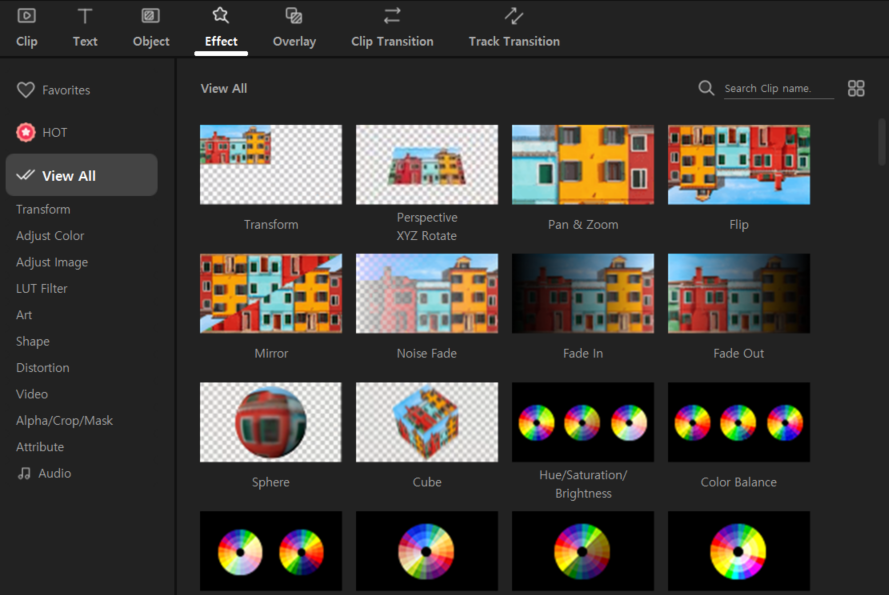 Clip
Text
Object
Effect
Overlay
Clip Transition
Track Transition
Favorites
HOT
View All
Transform
Adjust Color
Adjust Image
LUT Filter
Art
Shape
Distortion
Video
Alpha/Crop/Mask
Attribute
Audio
View All
Search Clip name.
Transform
Perspective
XYZ Rotate
Pan & Zoom
Flip
Mirror
Noise Fade
Fade In
Fade Out
Sphere
Cube
Hue/Saturation/
Brightness
Color Balance